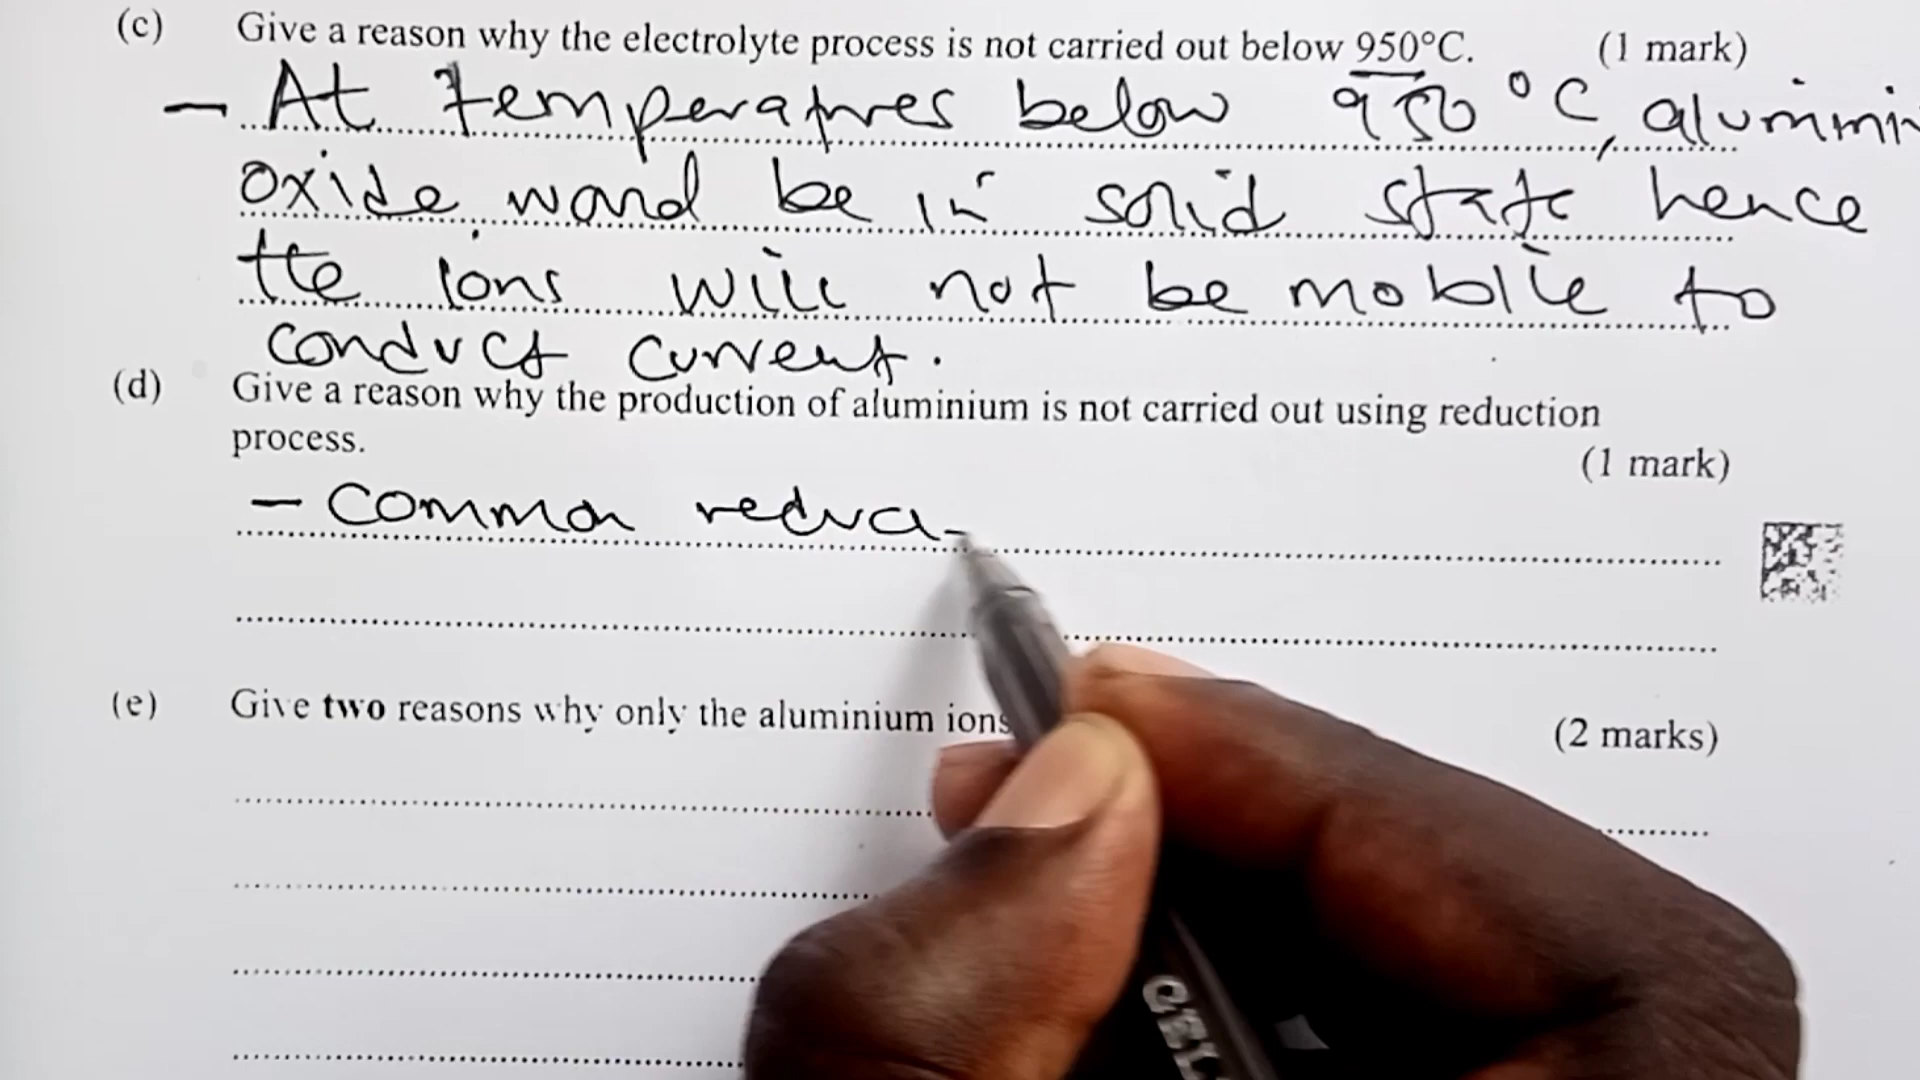 (c) Give a reason why the electrolyte process is not carried out below 950°C. (1 mark)
- At temperatures below 950 °C, alumini
oxide would be in solid state hence
the ions will not be mobile to
conduct current.
(d) Give a reason why the production of aluminium is not carried out using reduction
process. (1 mark)
- Common
(e) Give two reasons why only the aluminium ions (2 marks)